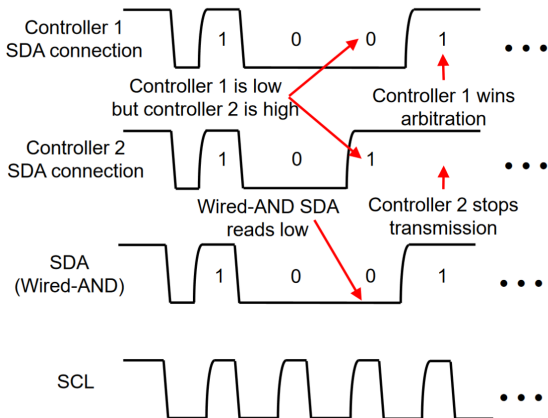 Controller 1
SDA connection
1 0 0 1
Controller 1 is low
but controller 2 is high
Controller 1 wins
arbitration
Controller 2
SDA connection
1 0 1
Wired-AND SDA
reads low
Controller 2 stops
transmission
SDA
(Wired-AND)
1 0 0 1
SCL